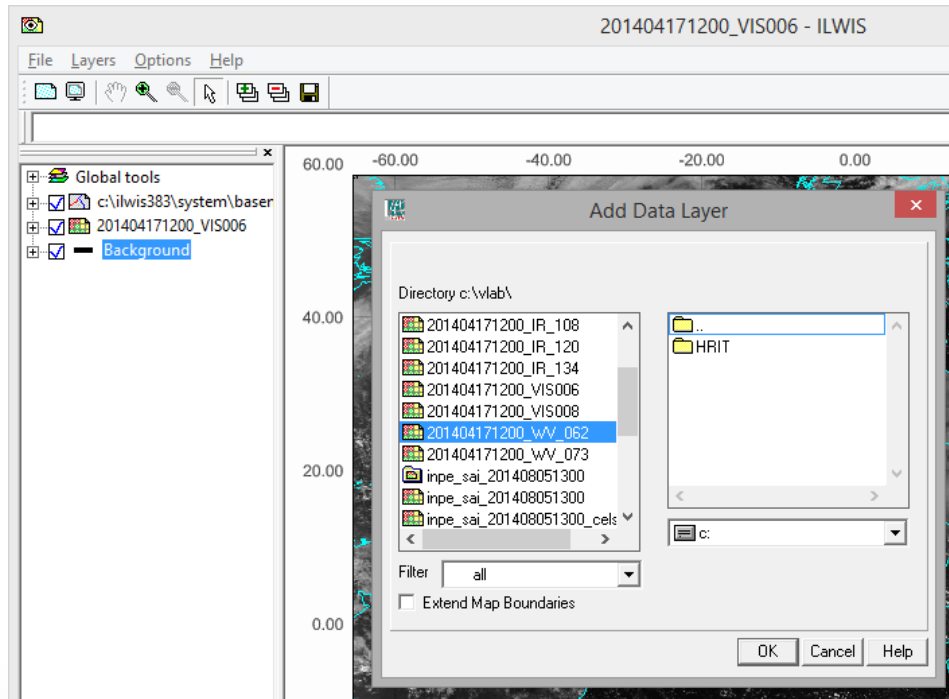 201404171200_VIS006 - ILWIS
File Layers Options Help
x
Global tools
c:\ilwis383\system\baser
201404171200_VIS006
Background
60.00 -60.00 -40.00 -20.00 0.00
40.00
20.00
0.00
Add Data Layer
x
Directory c:\vlab\
201404171200_IR_108
201404171200_IR_120
201404171200_IR_134
201404171200_VIS006
201404171200_VIS008
201404171200_WV_062
201404171200_WV_073
inpe_sai_201408051300
inpe_sai_201408051300
inpe_sai_201408051300_cels
..
HRIT
c:
Filter all
Extend Map Boundaries
OK Cancel Help